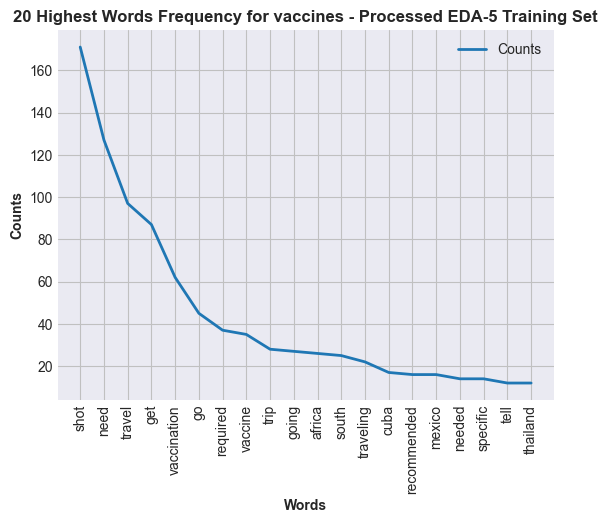 20 Highest Words Frequency for vaccines - Processed EDA-5 Training Set
Counts
160
140
120
100
80
60
40
20
Counts
shot
need
travel
get
vaccination
go
required
vaccine
trip
going
africa
south
traveling
cuba
recommended
mexico
needed
specific
tell
thailand
Words